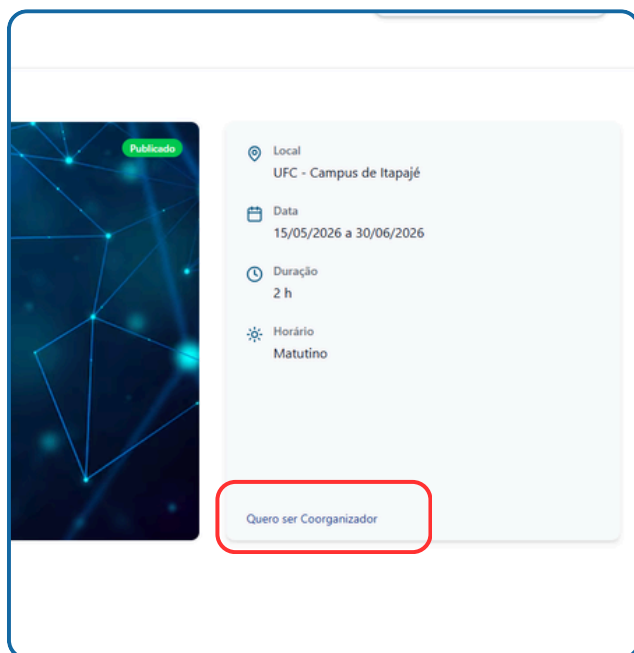 Publicado
Local
UFC - Campus de Itapajé
Data
15/05/2026 a 30/06/2026
Duração
2 h
Horário
Matutino
Quero ser Coorganizador